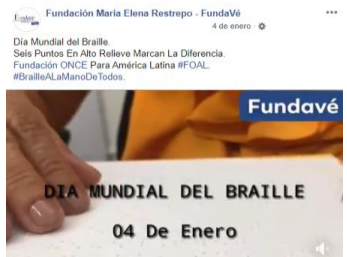 Fundación Maria Elena Restrepo - FundaVé
4 de enero ·
Día Mundial del Braille.
Seis Puntos En Alto Relieve Marcan La Diferencia.
Fundación ONCE Para América Latina #FOAL.
#BrailleALaManoDeTodos.
Fundavé
DIA MUNDIAL DEL BRAILLE
04 De Enero